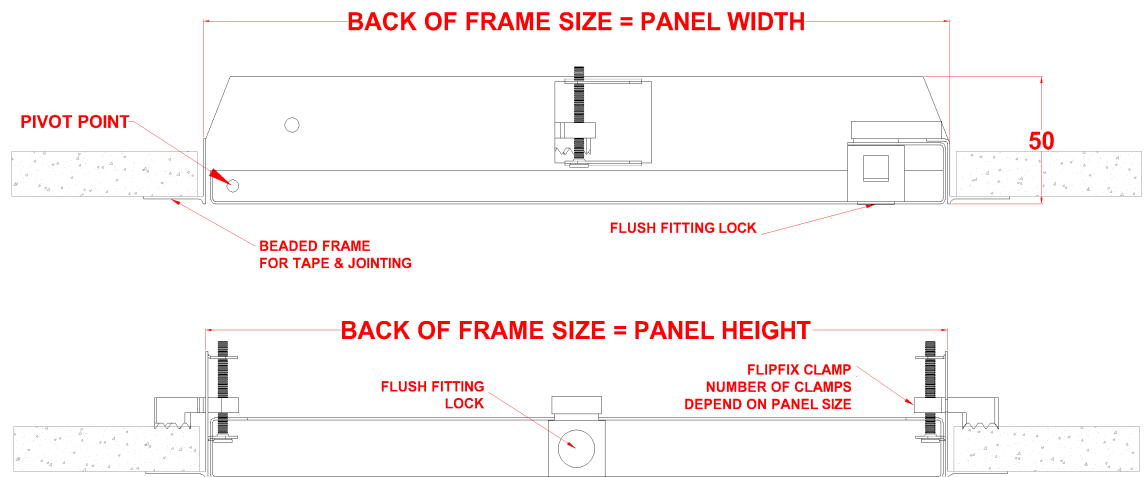 BACK OF FRAME SIZE = PANEL WIDTH
PIVOT POINT
50
FLUSH FITTING LOCK
BEADED FRAME
FOR TAPE & JOINTING
BACK OF FRAME SIZE = PANEL HEIGHT
FLUSH FITTING
LOCK
FLIPFIX CLAMP
NUMBER OF CLAMPS
DEPEND ON PANEL SIZE